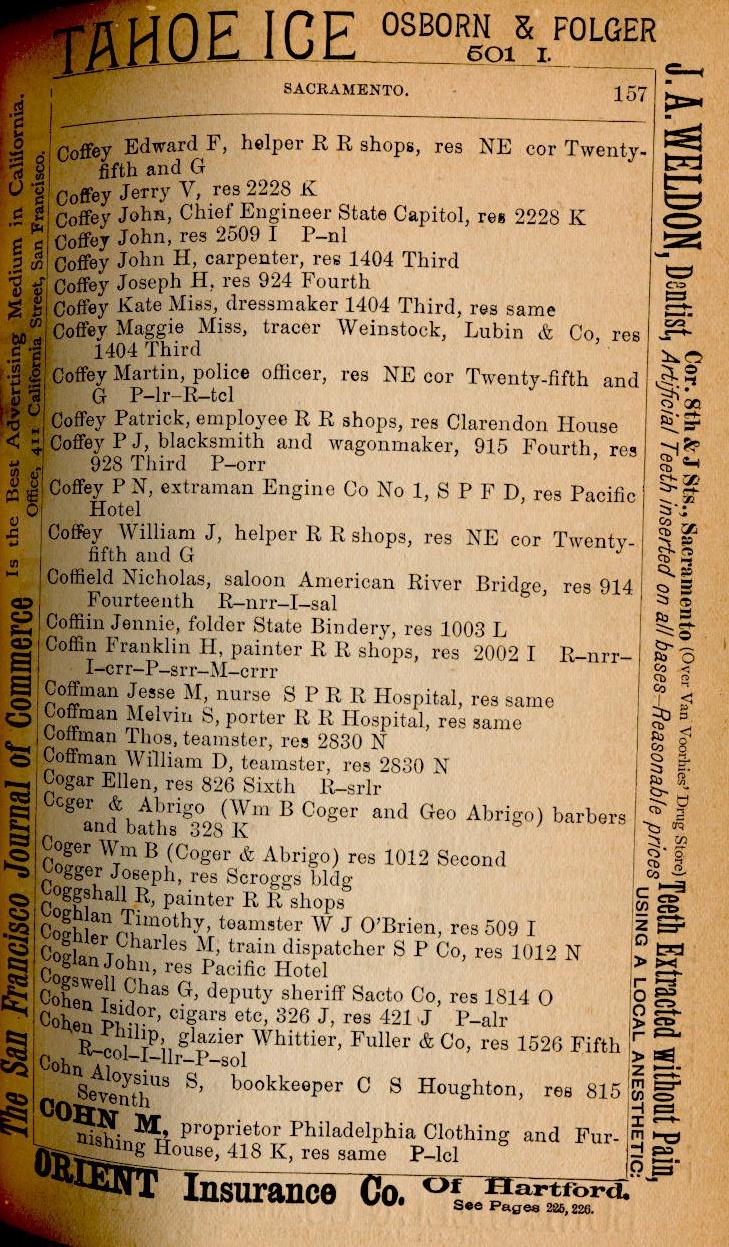 TAHOE ICE OSBORN & FOLGER
501 I.
SACRAMENTO. 157
Coffey Edward F, helper R R shops, res NE cor Twenty-
fifth and G
Coffey Jerry V, res 2228 K
Coffey John, Chief Engineer State Capitol, res 2228 K
Coffey John, res 2509 I P–nl
Coffey John H, carpenter, res 1404 Third
Coffey Joseph H, res 924 Fourth
Coffey Kate Miss, dressmaker 1404 Third, res same
Coffey Maggie Miss, tracer Weinstock, Lubin & Co, res
1404 Third
Coffey Martin, police officer, res NE cor Twenty-fifth and
G P–lr–R–tcl
Coffey Patrick, employee R R shops, res Clarendon House
Coffey P J, blacksmith and wagonmaker, 915 Fourth, res
928 Third P–orr
Coffey P N, extraman Engine Co No 1, S P F D, res Pacific
Hotel
Coffey William J, helper R R shops, res NE cor Twenty-
fifth and G
Coffield Nicholas, saloon American River Bridge, res 914
Fourteenth R–nrr–I–sal
Coffiin Jennie, folder State Bindery, res 1003 L
Coffin Franklin H, painter R R shops, res 2002 I R–nrr–
I–crr–P–srr–M–crrr
Coffman Jesse M, nurse S P R R Hospital, res same
Coffman Melvin S, porter R R Hospital, res same
Coffman Thos, teamster, res 2830 N
Coffman William D, teamster, res 2830 N
Cogar Ellen, res 826 Sixth R–srlr
Coger & Abrigo (Wm B Coger and Geo Abrigo) barbers
and baths 328 K
Coger Wm B (Coger & Abrigo) res 1012 Second
Cogger Joseph, res Scroggs bldg
Coggshall R, painter R R shops
Coghlan Timothy, teamster W J O'Brien, res 509 I
Coghler Charles M, train dispatcher S P Co, res 1012 N
Coglan John, res Pacific Hotel
Cogswell Chas G, deputy sheriff Sacto Co, res 1814 O
Cohen Isidor, cigars etc, 326 J, res 421 J P–alr
Cohen Philip, glazier Whittier, Fuller & Co, res 1526 Fifth
R–col–I–llr–P–sol
Cohn Aloysius S, bookkeeper C S Houghton, res 815
Seventh
COHN M, proprietor Philadelphia Clothing and Fur-
nishing House, 418 K, res same P–lcl
ORIENT Insurance Co. Of Hartford.
See Pages 225, 226.
The San Francisco Journal of Commerce Is the Best Advertising Medium in California.
Office, 411 California Street, San Francisco.
J. A. WELDON, Dentist, Cor. 8th & J Sts., Sacramento (Over Van Voorhies' Drug Store) Teeth Extracted without Pain,
Artificial Teeth inserted on all bases—Reasonable prices USING A LOCAL ANESTHETIC: